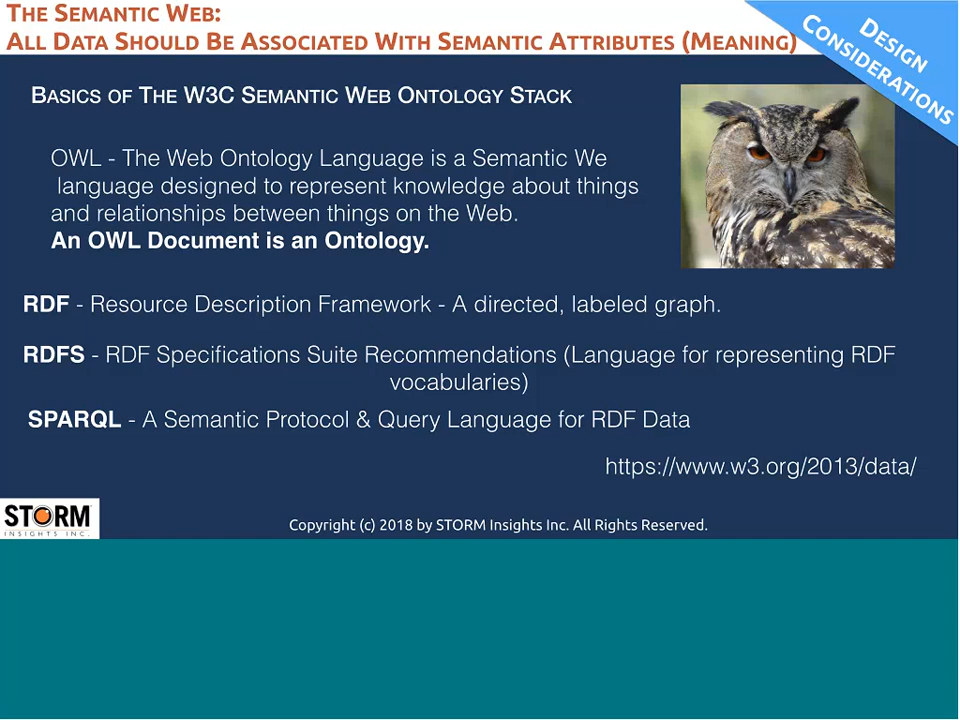 THE SEMANTIC WEB:
ALL DATA SHOULD BE ASSOCIATED WITH SEMANTIC ATTRIBUTES (MEANING)
DESIGN
CONSIDERATIONS
BASICS OF THE W3C SEMANTIC WEB ONTOLOGY STACK
OWL - The Web Ontology Language is a Semantic We
language designed to represent knowledge about things
and relationships between things on the Web.
An OWL Document is an Ontology.
RDF - Resource Description Framework - A directed, labeled graph.
RDFS - RDF Specifications Suite Recommendations (Language for representing RDF
vocabularies)
SPARQL - A Semantic Protocol & Query Language for RDF Data
https://www.w3.org/2013/data/
STORM
INSIGHTS INC.
Copyright (c) 2018 by STORM Insights Inc. All Rights Reserved.